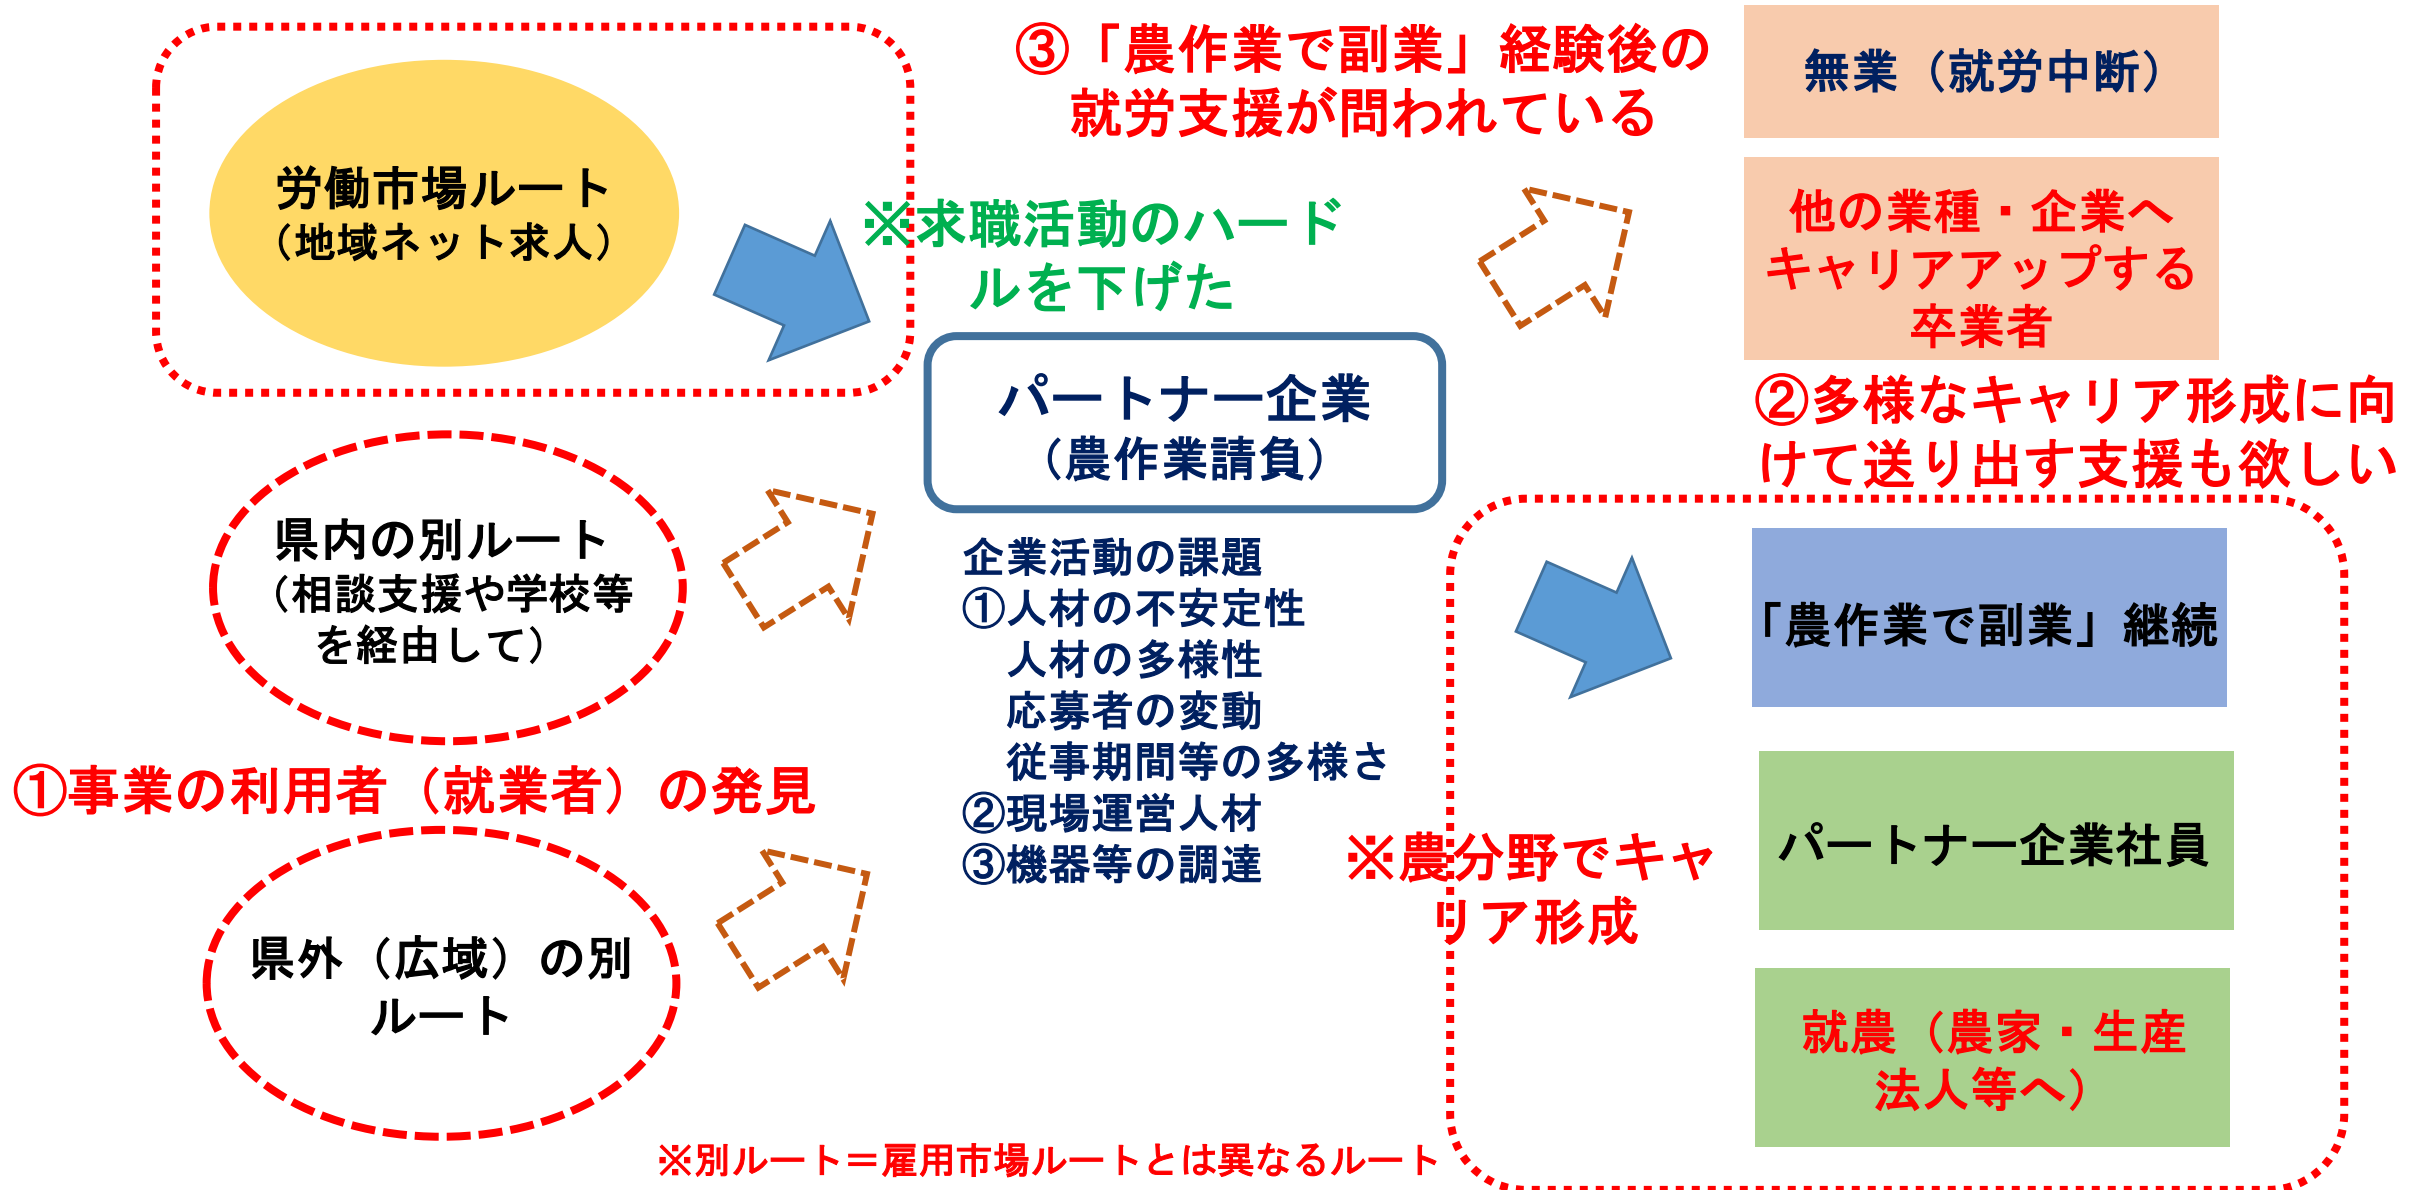 労働市場ルート
（地域ネット求人）
県内の別ルート
（相談支援や学校等
を経由して）
①事業の利用者（就業者）の発見
県外（広域）の別
ルート
③「農作業で副業」経験後の
就労支援が問われている
※求職活動のハード
ルを下げた
パートナー企業
（農作業請負）
企業活動の課題
①人材の不安定性
人材の多様性
応募者の変動
従事期間等の多様さ
②現場運営人材
③機器等の調達
※別ルート＝雇用市場ルートとは異なるルート
無業（就労中断）
他の業種・企業へ
キャリアアップする
卒業者
②多様なキャリア形成に向
けて送り出す支援も欲しい
「農作業で副業」継続
※農分野でキャ
リア形成
パートナー企業社員
就農（農家・生産
法人等へ）